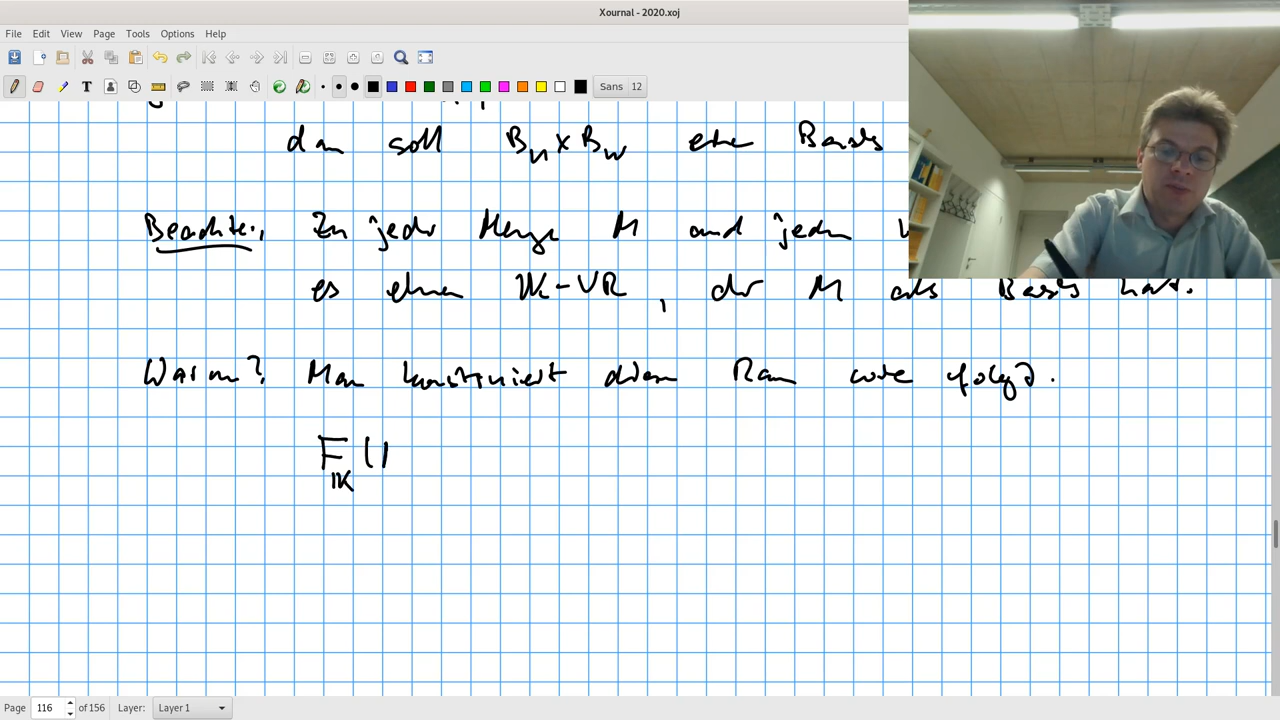 Xournal - 2020.xoj
File Edit View Page Tools Options Help
Sans 12
dann soll B_U × B_W eine Basis
Beachte: Zu jeder Menge M und jedem
es einen 𝕂-VR, der M als Basis hat.
Warum? Man konstruiert diesen Raum wie folgt.
F_𝕂 (
Page 116 of 156 Layer: Layer 1